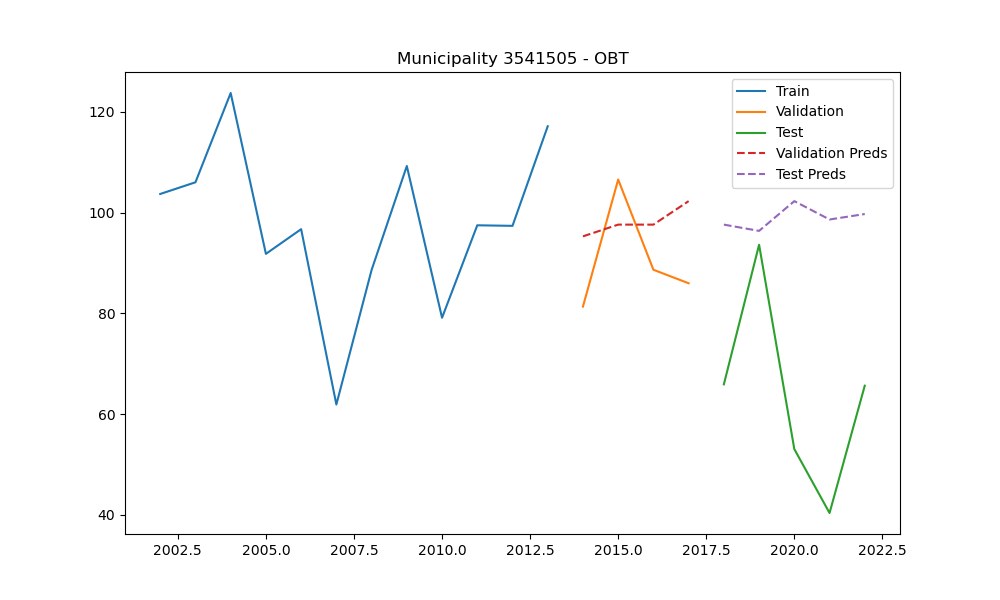 Municipality 3541505 - OBT
Train
Validation
Test
Validation Preds
Test Preds
120
100
80
60
40
2002.5 2005.0 2007.5 2010.0 2012.5 2015.0 2017.5 2020.0 2022.5